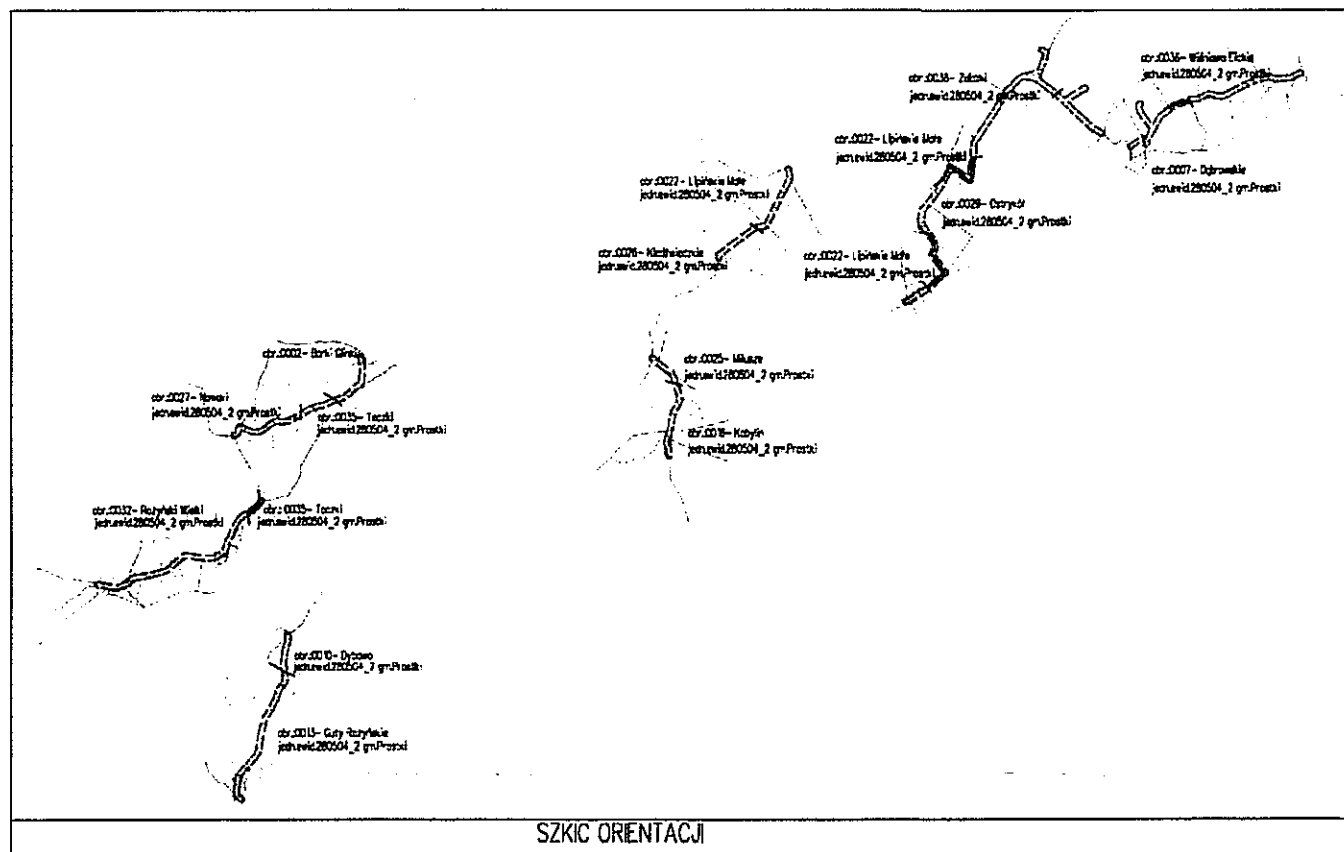 obr.:0036- Wiśniowo Ełckie
jedn.ewid.:280504_2 gm.Prostki
obr.:0038- Zalewki
jedn.ewid.:280504_2 gm.Prostki
obr.:0022- Lipińskie Małe
jedn.ewid.:280504_2 gm.Prostki
obr.:0007- Dąbrowskie
jedn.ewid.:280504_2 gm.Prostki
obr.:0022- Lipińskie Małe
jedn.ewid.:280504_2 gm.Prostki
obr.:0029- Ostrykół
jedn.ewid.:280504_2 gm.Prostki
obr.:0026- Niedźwiedzkie
jedn.ewid.:280504_2 gm.Prostki
obr.:0022- Lipińskie Małe
jedn.ewid.:280504_2 gm.Prostki
obr.:0002- Borki
obr.:0025- Miłusze
jedn.ewid.:280504_2 gm.Prostki
obr.:0027- Nowaki
jedn.ewid.:280504_2 gm.Prostki
obr.:0035- Taczki
jedn.ewid.:280504_2 gm.Prostki
obr.:0018- Kobylin
jedn.ewid.:280504_2 gm.Prostki
obr.:0032- Rożyński Wielki
jedn.ewid.:280504_2 gm.Prostki
obr.: 0035- Taczki
jedn.ewid.:280504_2 gm.Prostki
obr.:0010- Dybowo
jedn.ewid.:280504_2 gm.Prostki
obr.:0013- Guty Rożyńskie
jedn.ewid.:280504_2 gm.Prostki
SZKIC ORIENTACJI